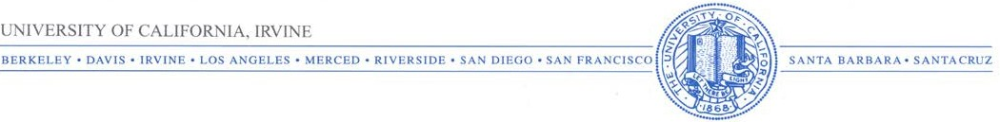 UNIVERSITY OF CALIFORNIA, IRVINE
BERKELEY • DAVIS • IRVINE • LOS ANGELES • MERCED • RIVERSIDE • SAN DIEGO • SAN FRANCISCO
THE · UNIVERSITY · OF · CALIFORNIA ·
LET THERE BE LIGHT
·1868·
SANTA BARBARA • SANTACRUZ